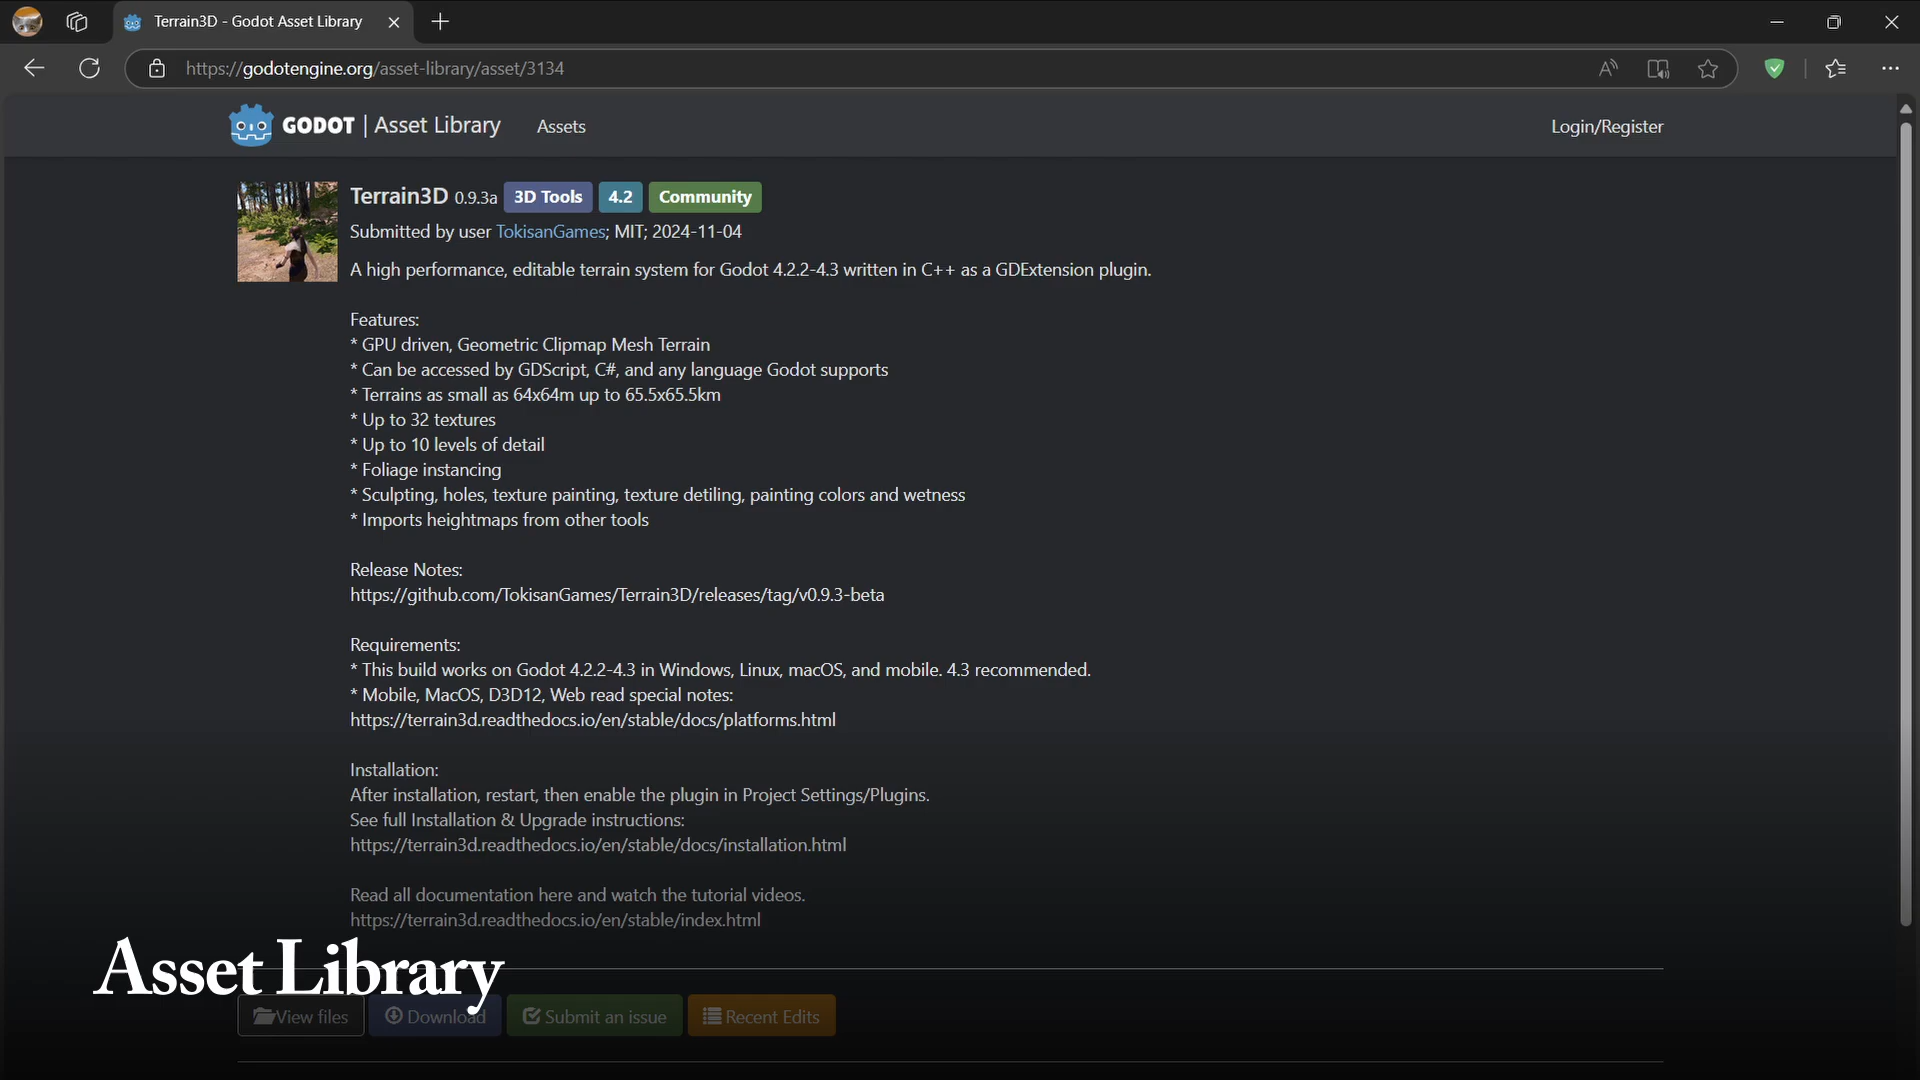 Terrain3D - Godot Asset Library
https://godotengine.org/asset-library/asset/3134
GODOT | Asset Library Assets Login/Register
Terrain3D 0.9.3a 3D Tools 4.2 Community
Submitted by user TokisanGames; MIT; 2024-11-04
A high performance, editable terrain system for Godot 4.2.2-4.3 written in C++ as a GDExtension plugin.
Features:
* GPU driven, Geometric Clipmap Mesh Terrain
* Can be accessed by GDScript, C#, and any language Godot supports
* Terrains as small as 64x64m up to 65.5x65.5km
* Up to 32 textures
* Up to 10 levels of detail
* Foliage instancing
* Sculpting, holes, texture painting, texture detiling, painting colors and wetness
* Imports heightmaps from other tools
Release Notes:
https://github.com/TokisanGames/Terrain3D/releases/tag/v0.9.3-beta
Requirements:
* This build works on Godot 4.2.2-4.3 in Windows, Linux, macOS, and mobile. 4.3 recommended.
* Mobile, MacOS, D3D12, Web read special notes:
https://terrain3d.readthedocs.io/en/stable/docs/platforms.html
Installation:
After installation, restart, then enable the plugin in Project Settings/Plugins.
See full Installation & Upgrade instructions:
https://terrain3d.readthedocs.io/en/stable/docs/installation.html
Read all documentation here and watch the tutorial videos.
https://terrain3d.readthedocs.io/en/stable/index.html
Asset Library
View files Download Submit an issue Recent Edits